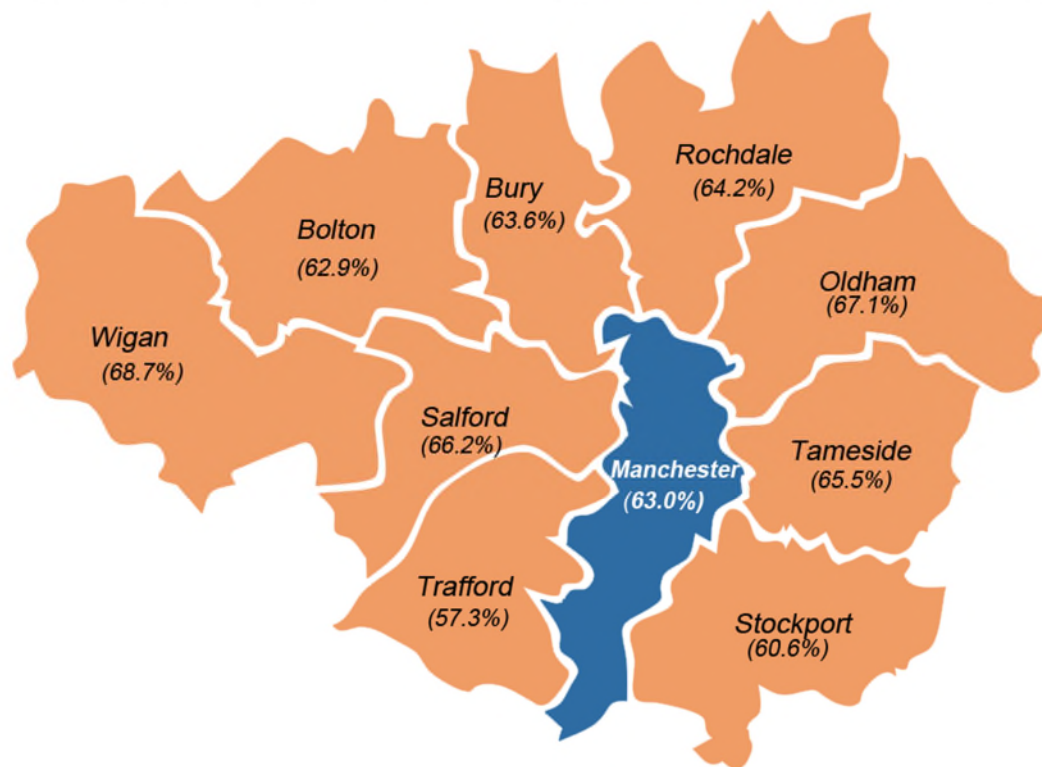 Rochdale
(64.2%)
Bury
(63.6%)
Bolton
(62.9%)
Oldham
(67.1%)
Wigan
(68.7%)
Salford
(66.2%)
Manchester
(63.0%)
Tameside
(65.5%)
Trafford
(57.3%)
Stockport
(60.6%)